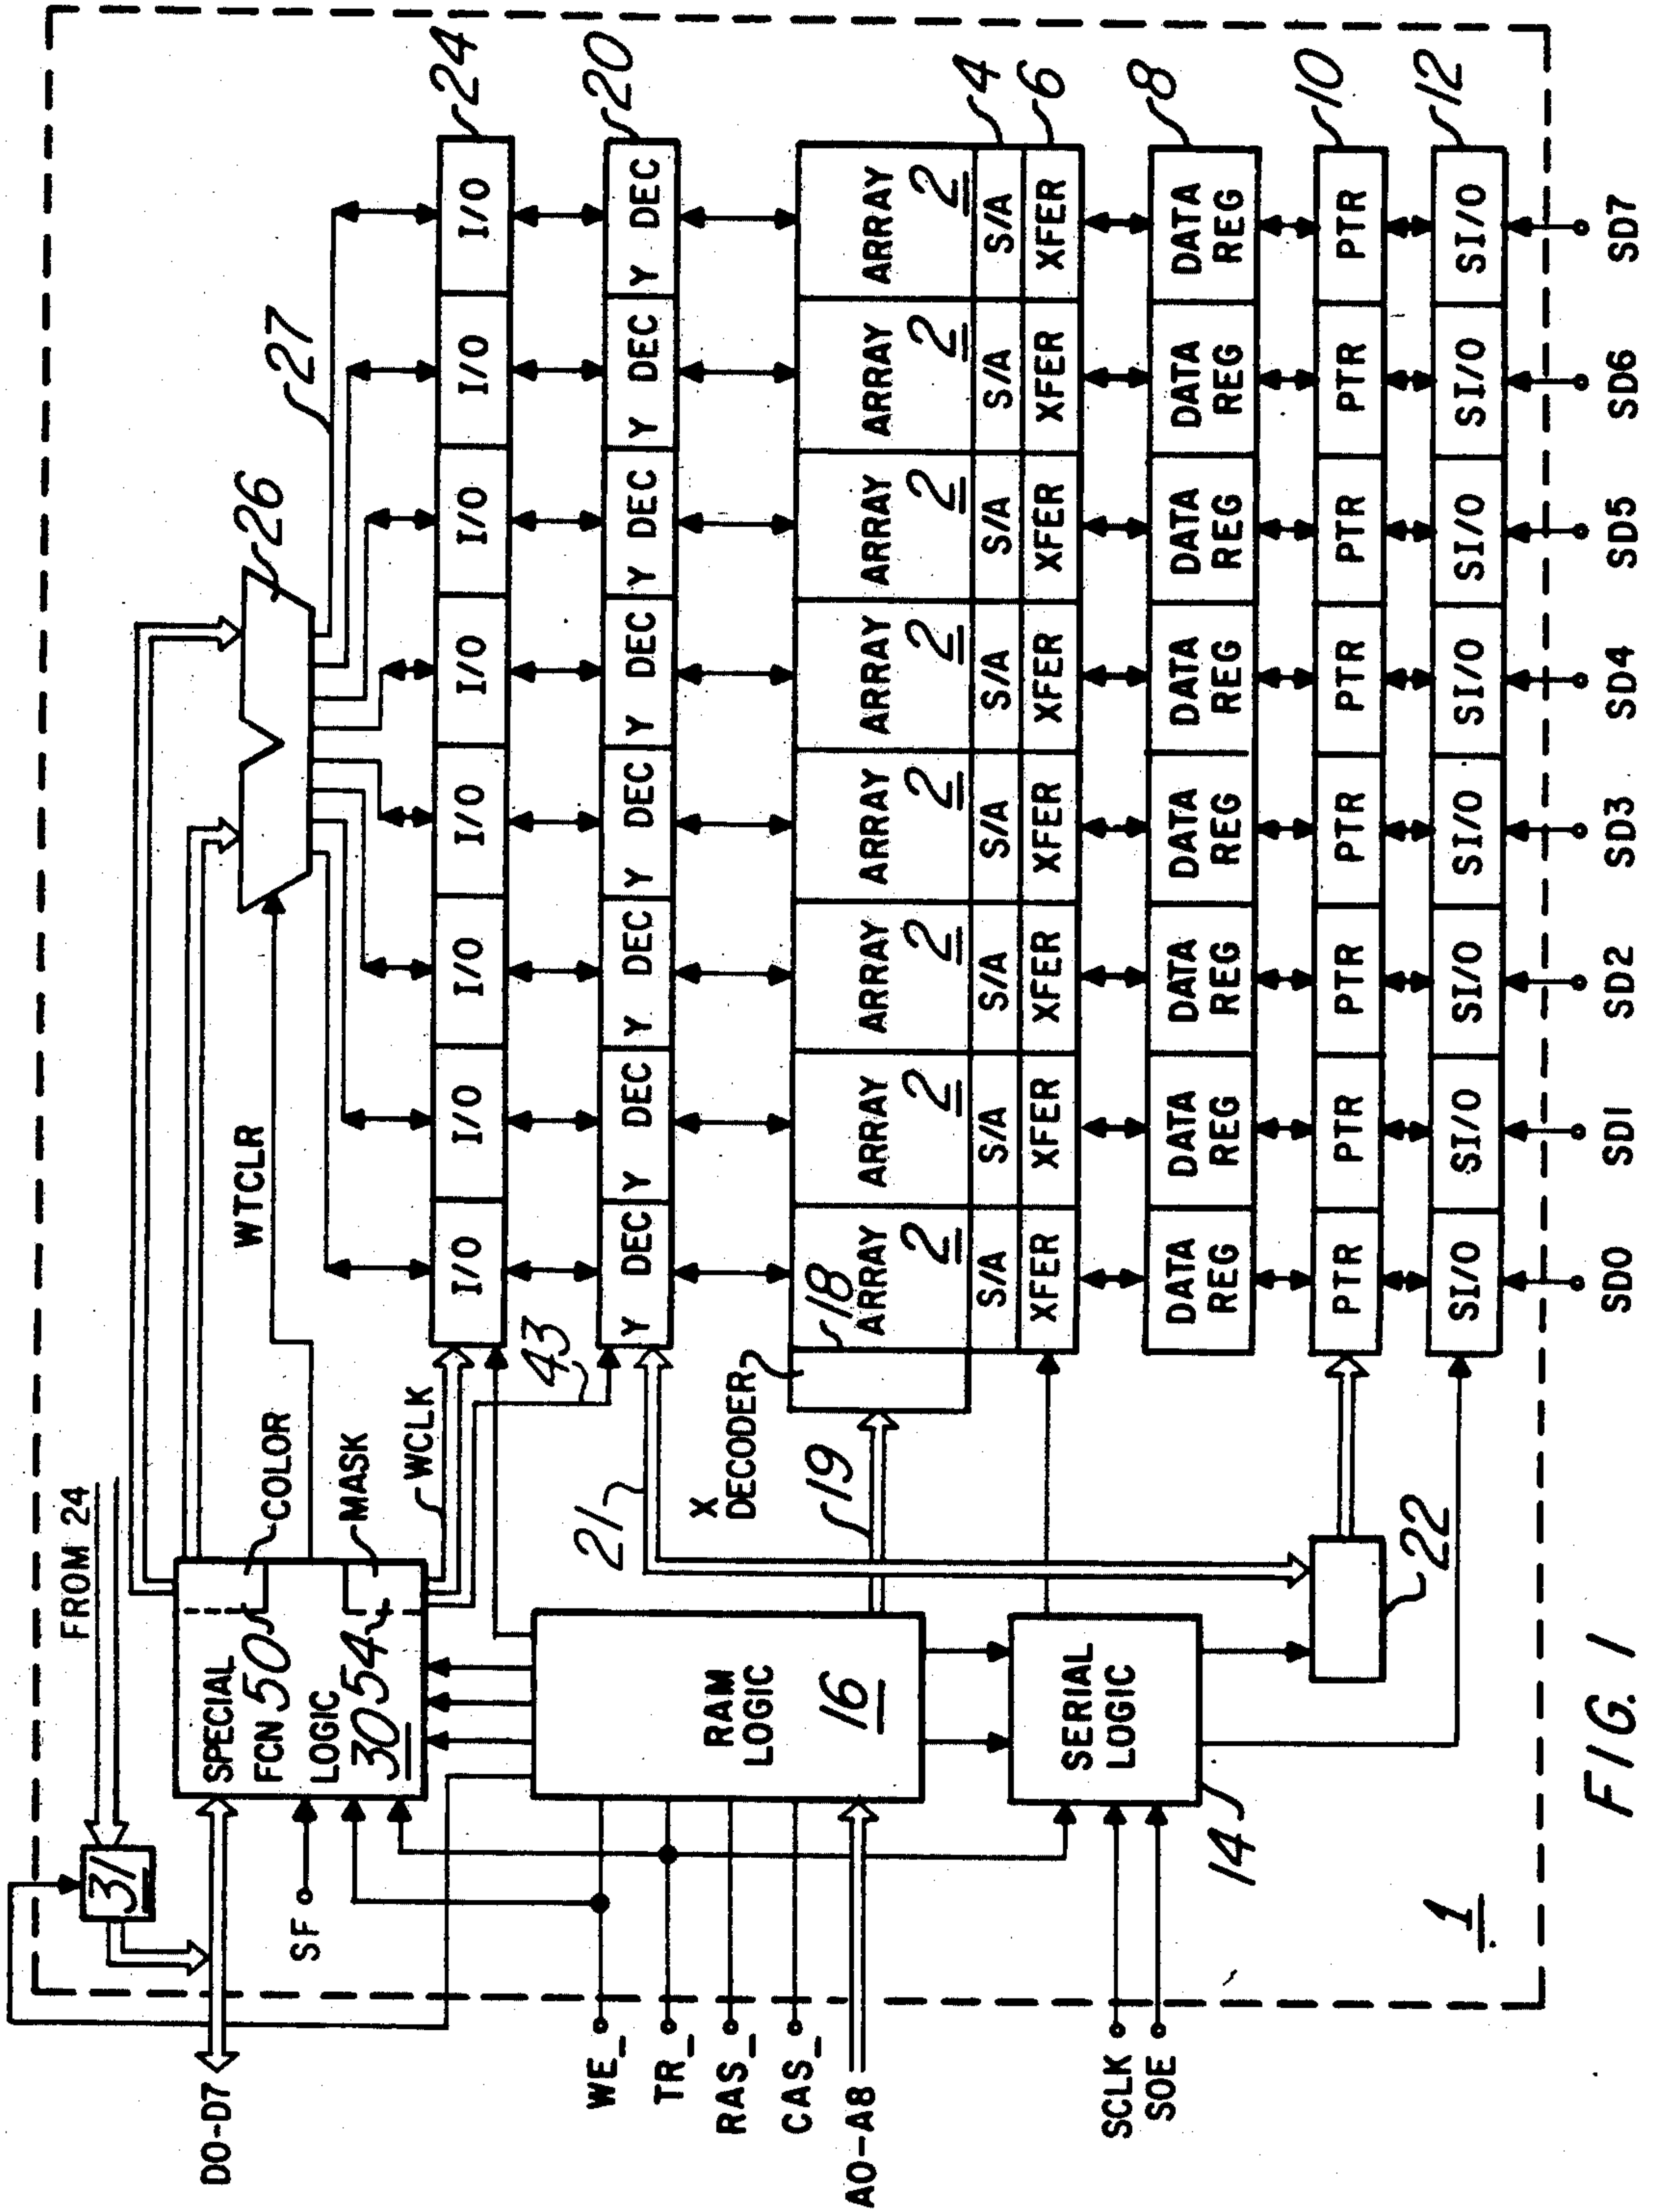 FROM 24
31
D0-D7
SPECIAL
FCN 50
LOGIC
30 54
COLOR
MASK
SF
WTCLR
26
27
WCLK
43
I/O I/O I/O I/O I/O I/O I/O I/O
24
WE_
TR_
RAS_
CAS_
A0-A8
RAM
LOGIC
16
21
Y DEC Y DEC Y DEC Y DEC Y DEC Y DEC Y DEC Y DEC
20
X
DECODER
18
19
ARRAY ARRAY ARRAY ARRAY ARRAY ARRAY ARRAY ARRAY
2 2 2 2 2 2 2 2
S/A S/A S/A S/A S/A S/A S/A S/A
4
XFER XFER XFER XFER XFER XFER XFER XFER
6
SCLK
SOE
SERIAL
LOGIC
14
DATA DATA DATA DATA DATA DATA DATA DATA
REG REG REG REG REG REG REG REG
8
22
PTR PTR PTR PTR PTR PTR PTR PTR
10
SI/O SI/O SI/O SI/O SI/O SI/O SI/O SI/O
12
1
SD0 SD1 SD2 SD3 SD4 SD5 SD6 SD7
FIG. 1